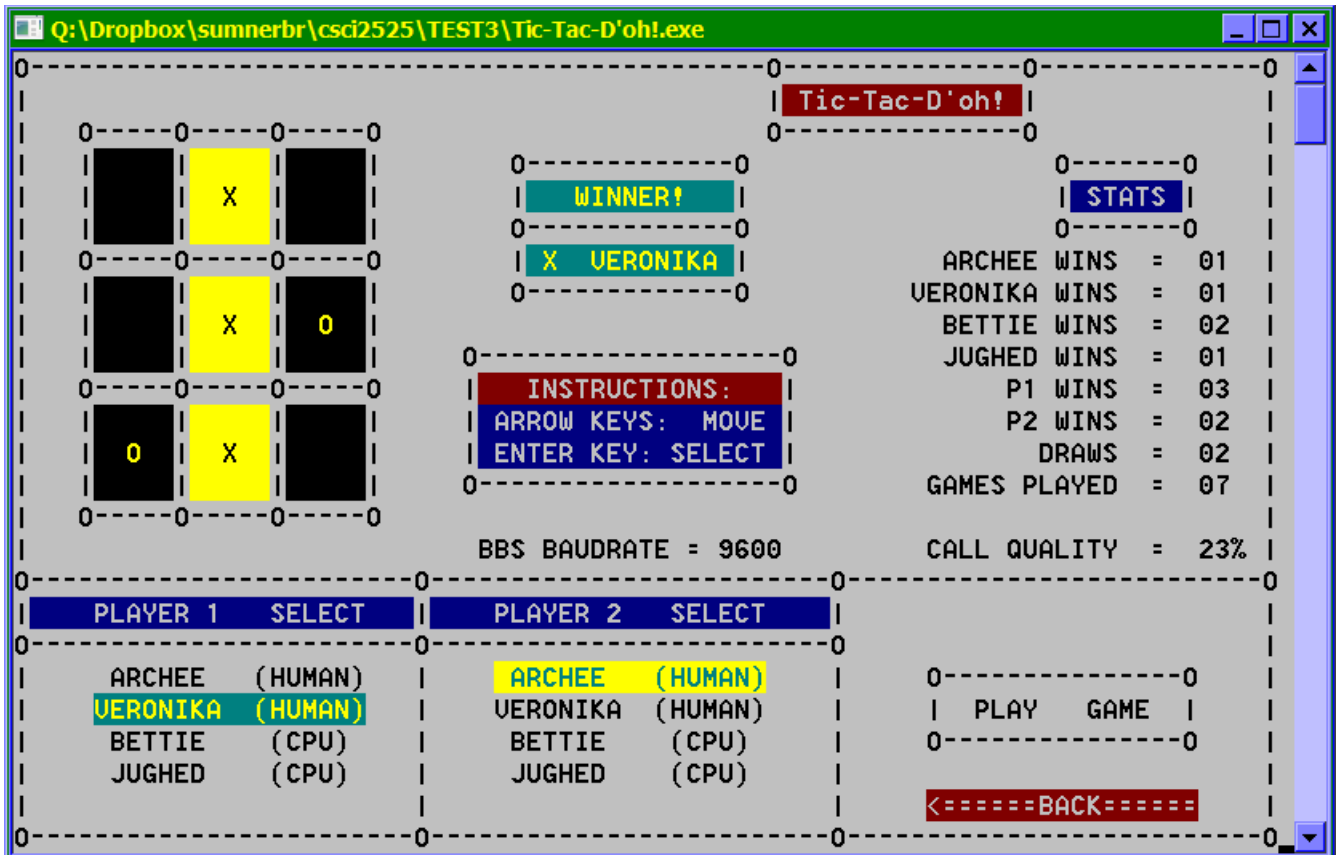 Q:\Dropbox\sumnerbr\csci2525\TEST3\Tic-Tac-D'oh!.exe
Tic-Tac-D'oh!
X
X
O
O
X
WINNER!
X VERONIKA
INSTRUCTIONS:
ARROW KEYS: MOVE
ENTER KEY: SELECT
BBS BAUDRATE = 9600
STATS
ARCHEE WINS = 01
VERONIKA WINS = 01
BETTIE WINS = 02
JUGHED WINS = 01
P1 WINS = 03
P2 WINS = 02
DRAWS = 02
GAMES PLAYED = 07
CALL QUALITY = 23%
PLAYER 1 SELECT
ARCHEE (HUMAN)
VERONIKA (HUMAN)
BETTIE (CPU)
JUGHED (CPU)
PLAYER 2 SELECT
ARCHEE (HUMAN)
VERONIKA (HUMAN)
BETTIE (CPU)
JUGHED (CPU)
PLAY GAME
<======BACK======